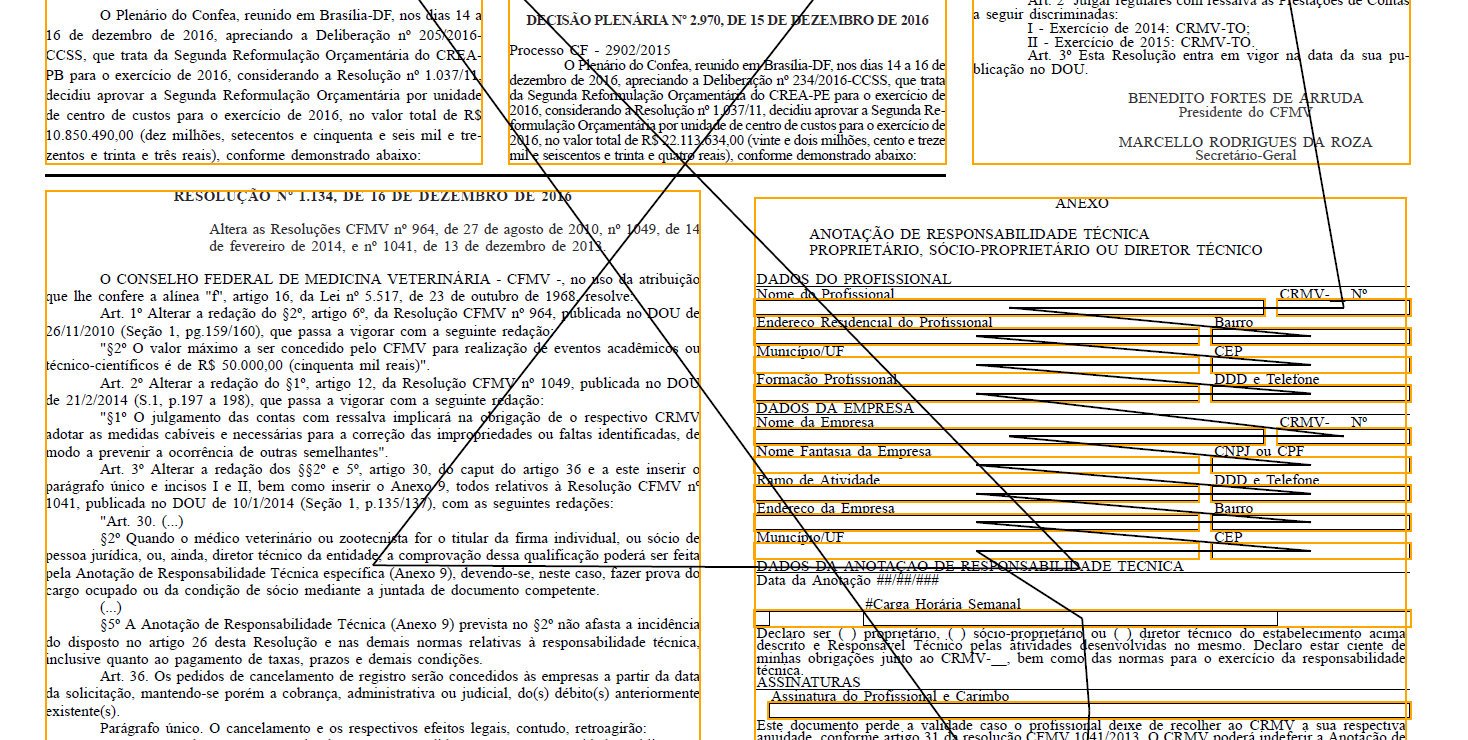 O Plenário do Confea, reunido em Brasília-DF, nos dias 14 a
16 de dezembro de 2016, apreciando a Deliberação nº 205/2016-
CCSS, que trata da Segunda Reformulação Orçamentária do CREA-
PB para o exercício de 2016, considerando a Resolução nº 1.037/11,
decidiu aprovar a Segunda Reformulação Orçamentária por unidade
de centro de custos para o exercício de 2016, no valor total de R$
10.850.490,00 (dez milhões, setecentos e cinquenta e seis mil e tre-
zentos e trinta e três reais), conforme demonstrado abaixo:
DECISÃO PLENÁRIA Nº 2.970, DE 15 DE DEZEMBRO DE 2016
Processo CF - 2902/2015
O Plenário do Confea, reunido em Brasília-DF, nos dias 14 a 16 de
dezembro de 2016, apreciando a Deliberação nº 234/2016-CCSS, que trata
da Segunda Reformulação Orçamentária do CREA-PE para o exercício de
2016, considerando a Resolução nº 1.037/11, decidiu aprovar a Segunda Re-
formulação Orçamentária por unidade de centro de custos para o exercício de
2016, no valor total de R$ 22.113.634,00 (vinte e dois milhões, cento e treze
mil e seiscentos e trinta e quatro reais), conforme demonstrado abaixo:
Art. 2º Julgar regulares com ressalva as Prestações de Contas
a seguir discriminadas:
I - Exercício de 2014: CRMV-TO;
II - Exercício de 2015: CRMV-TO.
Art. 3º Esta Resolução entra em vigor na data da sua pu-
blicação no DOU.
BENEDITO FORTES DE ARRUDA
Presidente do CFMV
MARCELLO RODRIGUES DA ROZA
Secretário-Geral
RESOLUÇÃO Nº 1.134, DE 16 DE DEZEMBRO DE 2016
Altera as Resoluções CFMV nº 964, de 27 de agosto de 2010, nº 1049, de 14
de fevereiro de 2014, e nº 1041, de 13 de dezembro de 2013.
O CONSELHO FEDERAL DE MEDICINA VETERINÁRIA - CFMV -, no uso da atribuição
que lhe confere a alínea "f", artigo 16, da Lei nº 5.517, de 23 de outubro de 1968, resolve:
Art. 1º Alterar a redação do §2º, artigo 6º, da Resolução CFMV nº 964, publicada no DOU de
26/11/2010 (Seção 1, pg.159/160), que passa a vigorar com a seguinte redação:
"§2º O valor máximo a ser concedido pelo CFMV para realização de eventos acadêmicos ou
técnico-científicos é de R$ 50.000,00 (cinquenta mil reais)".
Art. 2º Alterar a redação do §1º, artigo 12, da Resolução CFMV nº 1049, publicada no DOU
de 21/2/2014 (S.1, p.197 a 198), que passa a vigorar com a seguinte redação:
"§1º O julgamento das contas com ressalva implicará na obrigação de o respectivo CRMV
adotar as medidas cabíveis e necessárias para a correção das impropriedades ou faltas identificadas, de
modo a prevenir a ocorrência de outras semelhantes".
Art. 3º Alterar a redação dos §§2º e 5º, artigo 30, do caput do artigo 36 e a este inserir o
parágrafo único e incisos I e II, bem como inserir o Anexo 9, todos relativos à Resolução CFMV nº
1041, publicada no DOU de 10/1/2014 (Seção 1, p.135/137), com as seguintes redações:
"Art. 30. (...)
§2º Quando o médico veterinário ou zootecnista for o titular da firma individual, ou sócio de
pessoa jurídica, ou, ainda, diretor técnico da entidade, a comprovação dessa qualificação poderá ser feita
pela Anotação de Responsabilidade Técnica específica (Anexo 9), devendo-se, neste caso, fazer prova do
cargo ocupado ou da condição de sócio mediante a juntada de documento competente.
(...)
§5º A Anotação de Responsabilidade Técnica (Anexo 9) prevista no §2º não afasta a incidência
do disposto no artigo 26 desta Resolução e nas demais normas relativas à responsabilidade técnica,
inclusive quanto ao pagamento de taxas, prazos e demais condições.
Art. 36. Os pedidos de cancelamento de registro serão concedidos às empresas a partir da data
da solicitação, mantendo-se porém a cobrança, administrativa ou judicial, do(s) débito(s) anteriormente
existente(s).
Parágrafo único. O cancelamento e os respectivos efeitos legais, contudo, retroagirão:
ANEXO
ANOTAÇÃO DE RESPONSABILIDADE TÉCNICA
PROPRIETÁRIO, SÓCIO-PROPRIETÁRIO OU DIRETOR TÉCNICO
DADOS DO PROFISSIONAL
Nome do Profissional CRMV-__ Nº
Endereço Residencial do Profissional Bairro
Município/UF CEP
Formação Profissional DDD e Telefone
DADOS DA EMPRESA
Nome da Empresa CRMV-__ Nº
Nome Fantasia da Empresa CNPJ ou CPF
Ramo de Atividade DDD e Telefone
Endereço da Empresa Bairro
Município/UF CEP
DADOS DA ANOTAÇÃO DE RESPONSABILIDADE TÉCNICA
Data da Anotação ##/##/###
#Carga Horária Semanal
Declaro ser ( ) proprietário, ( ) sócio-proprietário ou ( ) diretor técnico do estabelecimento acima
descrito e Responsável Técnico pelas atividades desenvolvidas no mesmo. Declaro estar ciente de
minhas obrigações junto ao CRMV-__, bem como das normas para o exercício da responsabilidade
técnica.
ASSINATURAS
Assinatura do Profissional e Carimbo
Este documento perde a validade caso o profissional deixe de recolher ao CRMV a sua respectiva
anuidade, conforme artigo 31 da resolução CFMV 1041/2013. O CRMV poderá indeferir a Anotação de